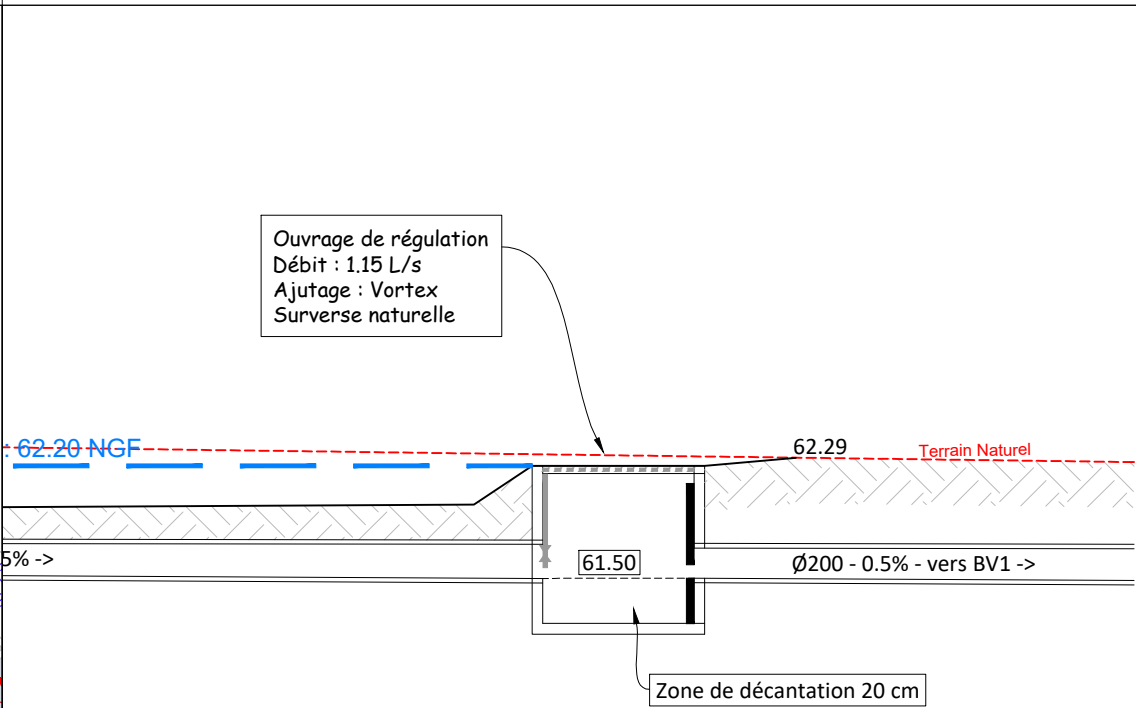 Ouvrage de régulation
Débit : 1.15 L/s
Ajutage : Vortex
Surverse naturelle
: 62.20 NGF
62.29
Terrain Naturel
5% ->
61.50
Ø200 - 0.5% - vers BV1 ->
Zone de décantation 20 cm